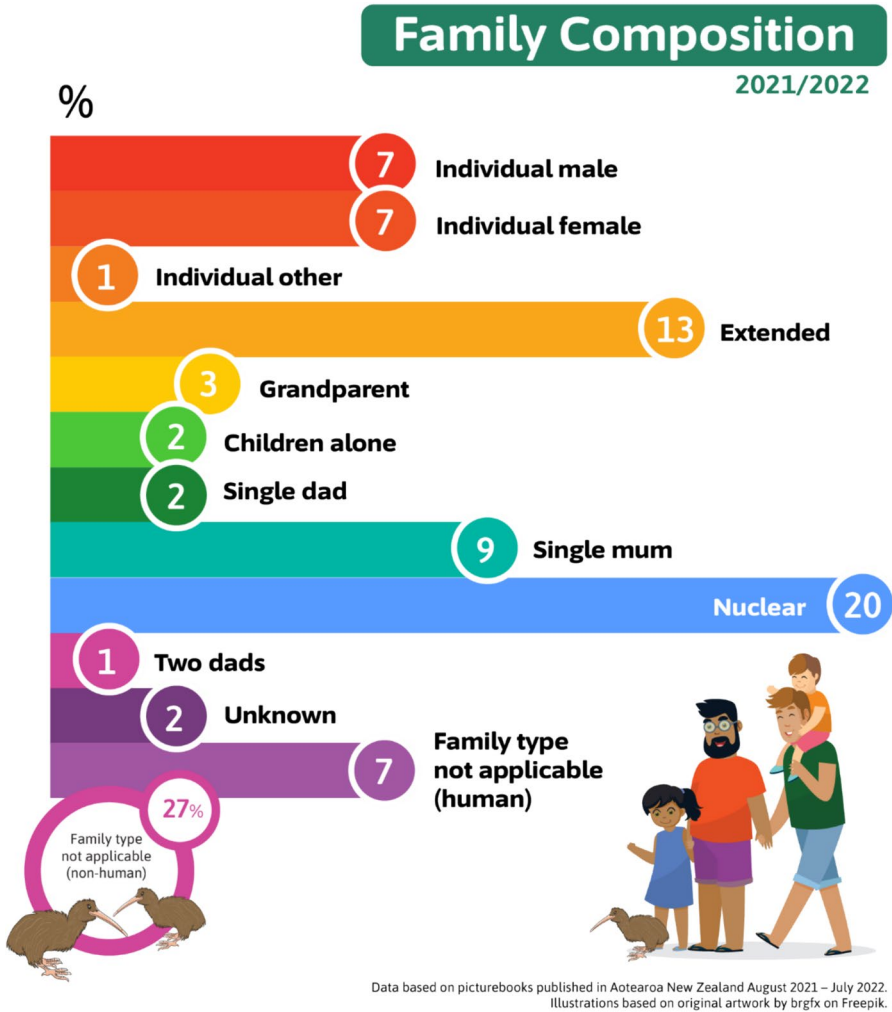 Family Composition
2021/2022
%
7 Individual male
7 Individual female
1 Individual other
13 Extended
3 Grandparent
2 Children alone
2 Single dad
9 Single mum
Nuclear 20
1 Two dads
2 Unknown
7 Family type
not applicable
(human)
27%
Family type
not applicable
(non-human)
Data based on picturebooks published in Aotearoa New Zealand August 2021 – July 2022.
Illustrations based on original artwork by brgfx on Freepik.